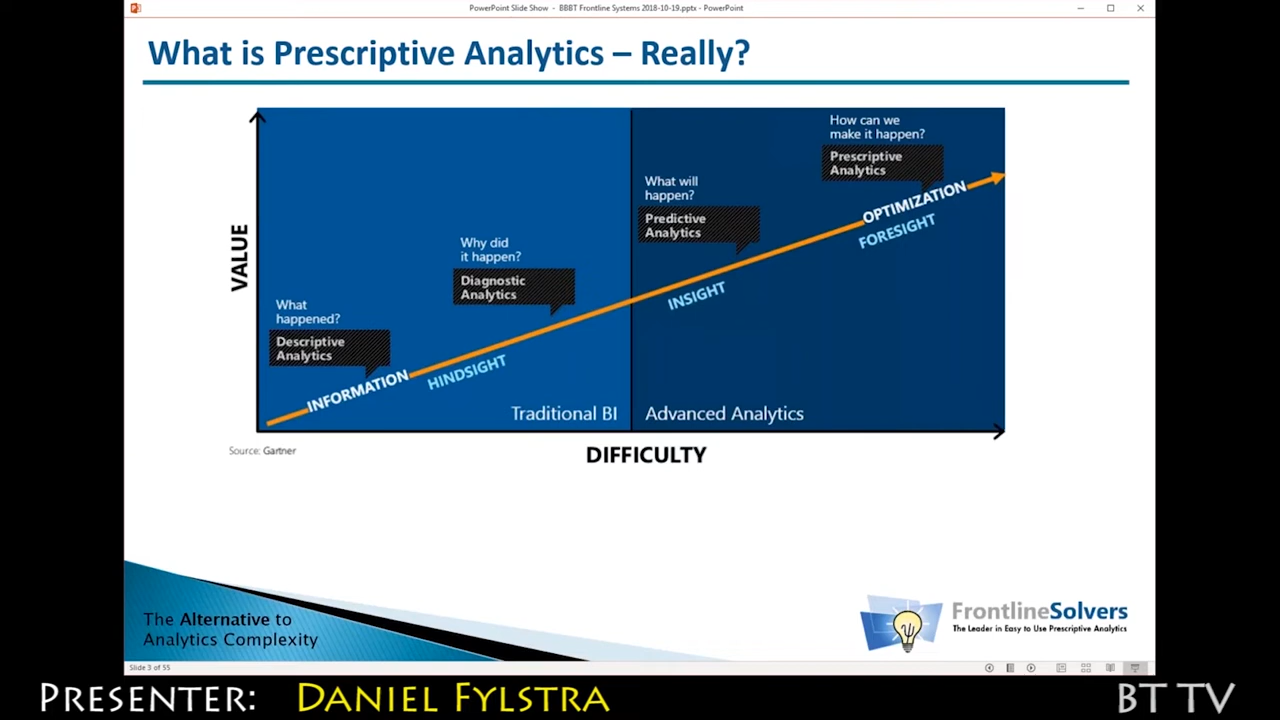 PowerPoint Slide Show - BBBT Frontline Systems 2018-10-19.pptx - PowerPoint
What is Prescriptive Analytics – Really?
How can we
make it happen?
Prescriptive
Analytics
What will
happen?
Predictive
Analytics
OPTIMIZATION
FORESIGHT
Why did
it happen?
Diagnostic
Analytics
INSIGHT
VALUE
What
happened?
Descriptive
Analytics
INFORMATION
HINDSIGHT
Traditional BI
Advanced Analytics
Source: Gartner
DIFFICULTY
The Alternative to
Analytics Complexity
FrontlineSolvers
The Leader in Easy to Use Prescriptive Analytics
Slide 3 of 55
PRESENTER: DANIEL FYLSTRA
BT TV